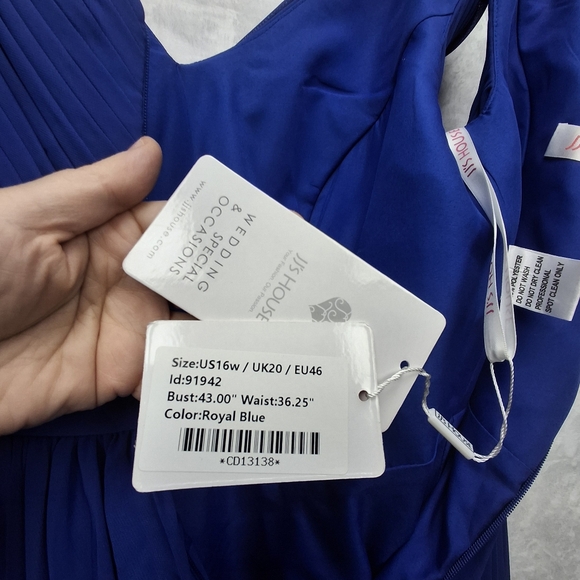 www.jjshouse.com
WEDDING
& SPECIAL
OCCASIONS
JJ'S HOUSE
Size:US16w / UK20 / EU46
Id:91942
Bust:43.00" Waist:36.25"
Color:Royal Blue
*CD13138*
JJ'S HOUSE
POLYESTER
DO NOT WASH
DO NOT DRY CLEAN
PROFESSIONAL
SPOT CLEAN ONLY